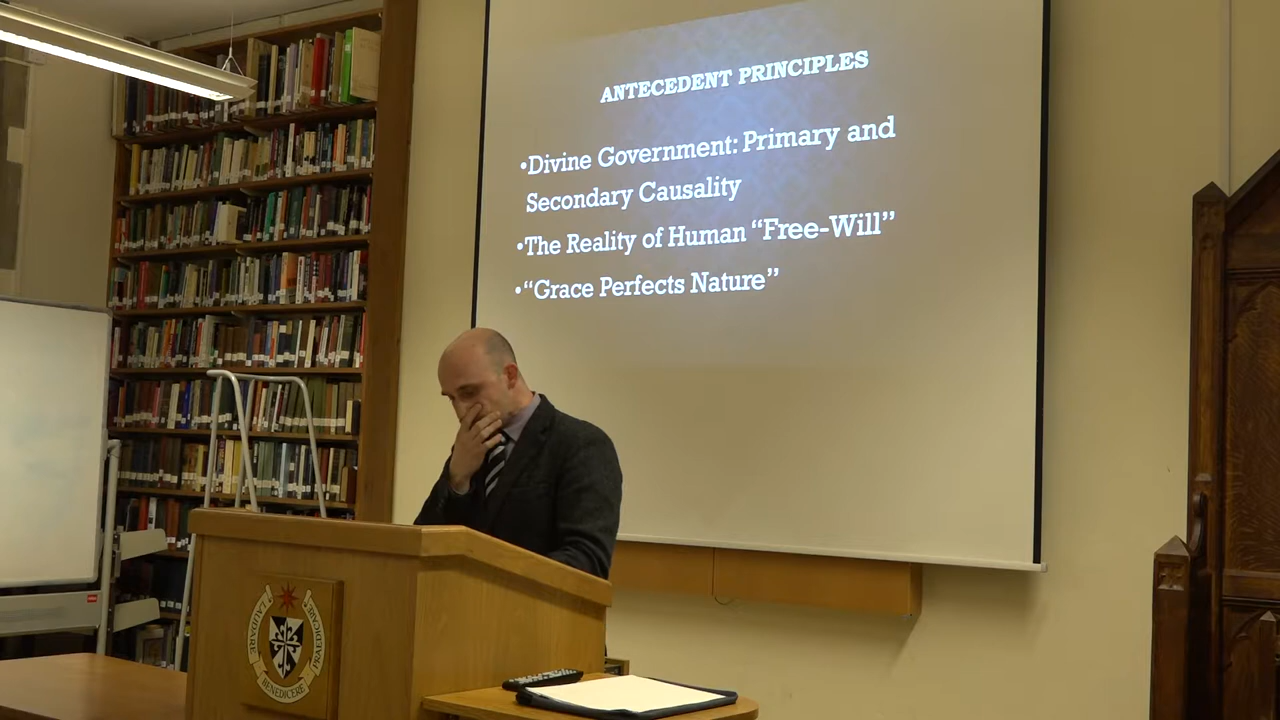 ANTECEDENT PRINCIPLES
•Divine Government: Primary and
Secondary Causality
•The Reality of Human “Free-Will”
•“Grace Perfects Nature”
LAUDARE
BENEDICERE
PRAEDICARE